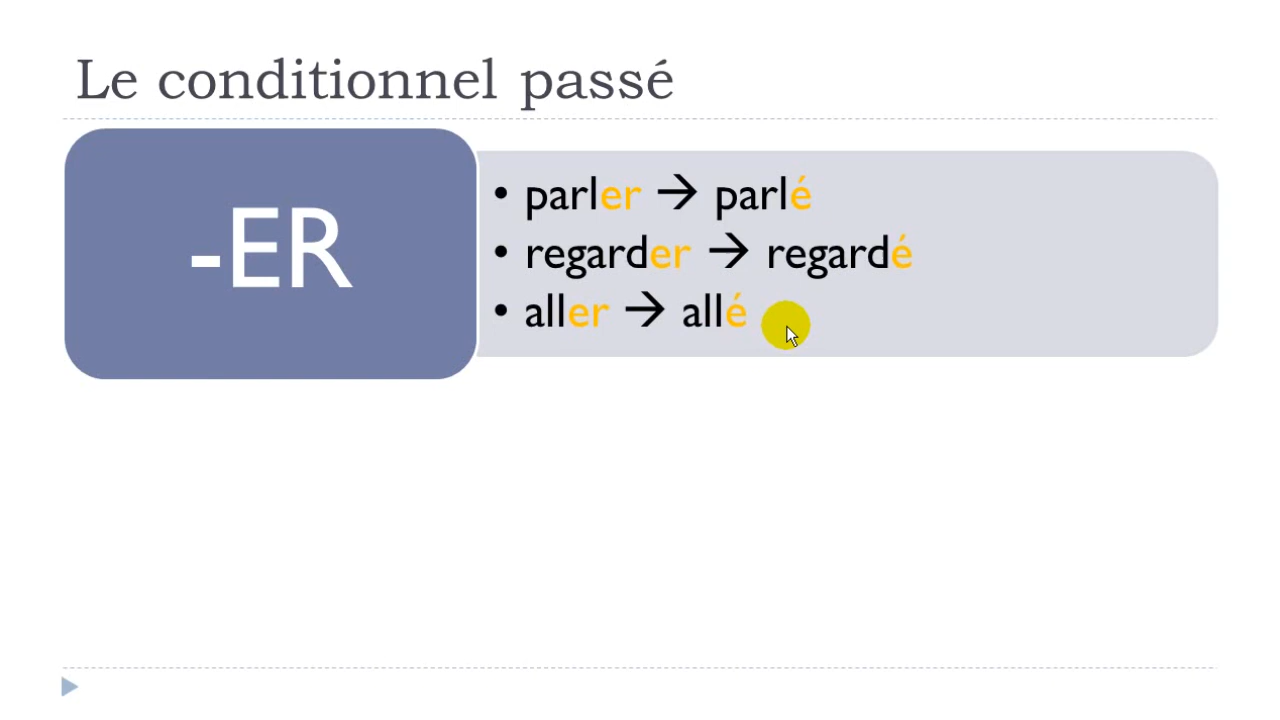 Le conditionnel passé
-ER
• parler → parlé
• regarder → regardé
• aller → allé